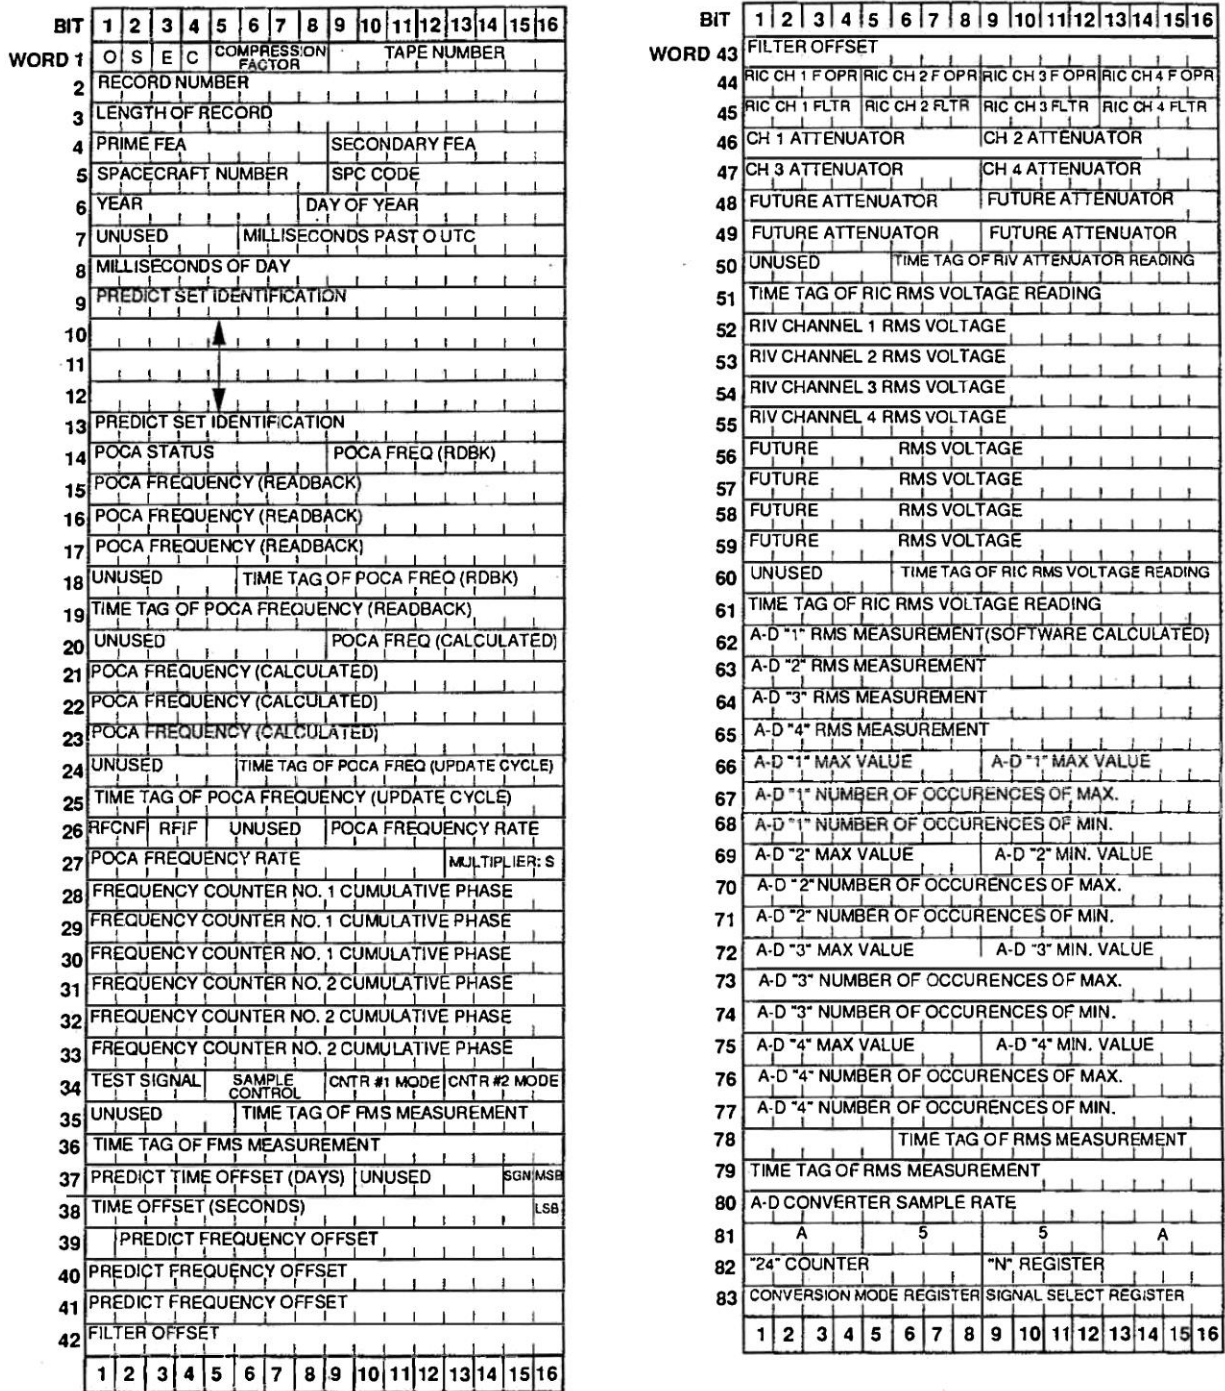 BIT 1 2 3 4 5 6 7 8 9 10 11 12 13 14 15 16
WORD 1 O S E C COMPRESSION FACTOR TAPE NUMBER
2 RECORD NUMBER
3 LENGTH OF RECORD
4 PRIME FEA SECONDARY FEA
5 SPACECRAFT NUMBER SPC CODE
6 YEAR DAY OF YEAR
7 UNUSED MILLISECONDS PAST O UTC
8 MILLISECONDS OF DAY
9 PREDICT SET IDENTIFICATION
10
11
12
13 PREDICT SET IDENTIFICATION
14 POCA STATUS POCA FREQ (RDBK)
15 POCA FREQUENCY (READBACK)
16 POCA FREQUENCY (READBACK)
17 POCA FREQUENCY (READBACK)
18 UNUSED TIME TAG OF POCA FREQ (RDBK)
19 TIME TAG OF POCA FREQUENCY (READBACK)
20 UNUSED POCA FREQ (CALCULATED)
21 POCA FREQUENCY (CALCULATED)
22 POCA FREQUENCY (CALCULATED)
23 POCA FREQUENCY (CALCULATED)
24 UNUSED TIME TAG OF POCA FREQ (UPDATE CYCLE)
25 TIME TAG OF POCA FREQUENCY (UPDATE CYCLE)
26 RFCNF RFIF UNUSED POCA FREQUENCY RATE
27 POCA FREQUENCY RATE MULTIPLIER: S
28 FREQUENCY COUNTER NO. 1 CUMULATIVE PHASE
29 FREQUENCY COUNTER NO. 1 CUMULATIVE PHASE
30 FREQUENCY COUNTER NO. 1 CUMULATIVE PHASE
31 FREQUENCY COUNTER NO. 2 CUMULATIVE PHASE
32 FREQUENCY COUNTER NO. 2 CUMULATIVE PHASE
33 FREQUENCY COUNTER NO. 2 CUMULATIVE PHASE
34 TEST SIGNAL SAMPLE CONTROL CNTR #1 MODE CNTR #2 MODE
35 UNUSED TIME TAG OF FMS MEASUREMENT
36 TIME TAG OF FMS MEASUREMENT
37 PREDICT TIME OFFSET (DAYS) UNUSED SGN MSB
38 TIME OFFSET (SECONDS) LSB
39 PREDICT FREQUENCY OFFSET
40 PREDICT FREQUENCY OFFSET
41 PREDICT FREQUENCY OFFSET
42 FILTER OFFSET
1 2 3 4 5 6 7 8 9 10 11 12 13 14 15 16
BIT 1 2 3 4 5 6 7 8 9 10 11 12 13 14 15 16
WORD 43 FILTER OFFSET
44 RIC CH 1 F OPR RIC CH 2 F OPR RIC CH 3 F OPR RIC CH 4 F OPR
45 RIC CH 1 FLTR RIC CH 2 FLTR RIC CH 3 FLTR RIC CH 4 FLTR
46 CH 1 ATTENUATOR CH 2 ATTENUATOR
47 CH 3 ATTENUATOR CH 4 ATTENUATOR
48 FUTURE ATTENUATOR FUTURE ATTENUATOR
49 FUTURE ATTENUATOR FUTURE ATTENUATOR
50 UNUSED TIME TAG OF RIV ATTENUATOR READING
51 TIME TAG OF RIC RMS VOLTAGE READING
52 RIV CHANNEL 1 RMS VOLTAGE
53 RIV CHANNEL 2 RMS VOLTAGE
54 RIV CHANNEL 3 RMS VOLTAGE
55 RIV CHANNEL 4 RMS VOLTAGE
56 FUTURE RMS VOLTAGE
57 FUTURE RMS VOLTAGE
58 FUTURE RMS VOLTAGE
59 FUTURE RMS VOLTAGE
60 UNUSED TIME TAG OF RIC RMS VOLTAGE READING
61 TIME TAG OF RIC RMS VOLTAGE READING
62 A-D "1" RMS MEASUREMENT(SOFTWARE CALCULATED)
63 A-D "2" RMS MEASUREMENT
64 A-D "3" RMS MEASUREMENT
65 A-D "4" RMS MEASUREMENT
66 A-D "1" MAX VALUE A-D "1" MAX VALUE
67 A-D "1" NUMBER OF OCCURENCES OF MAX.
68 A-D "1" NUMBER OF OCCURENCES OF MIN.
69 A-D "2" MAX VALUE A-D "2" MIN. VALUE
70 A-D "2" NUMBER OF OCCURENCES OF MAX.
71 A-D "2" NUMBER OF OCCURENCES OF MIN.
72 A-D "3" MAX VALUE A-D "3" MIN. VALUE
73 A-D "3" NUMBER OF OCCURENCES OF MAX.
74 A-D "3" NUMBER OF OCCURENCES OF MIN.
75 A-D "4" MAX VALUE A-D "4" MIN. VALUE
76 A-D "4" NUMBER OF OCCURENCES OF MAX.
77 A-D "4" NUMBER OF OCCURENCES OF MIN.
78 TIME TAG OF RMS MEASUREMENT
79 TIME TAG OF RMS MEASUREMENT
80 A-D CONVERTER SAMPLE RATE
81 A 5 5 A
82 "24" COUNTER "N" REGISTER
83 CONVERSION MODE REGISTER SIGNAL SELECT REGISTER
1 2 3 4 5 6 7 8 9 10 11 12 13 14 15 16